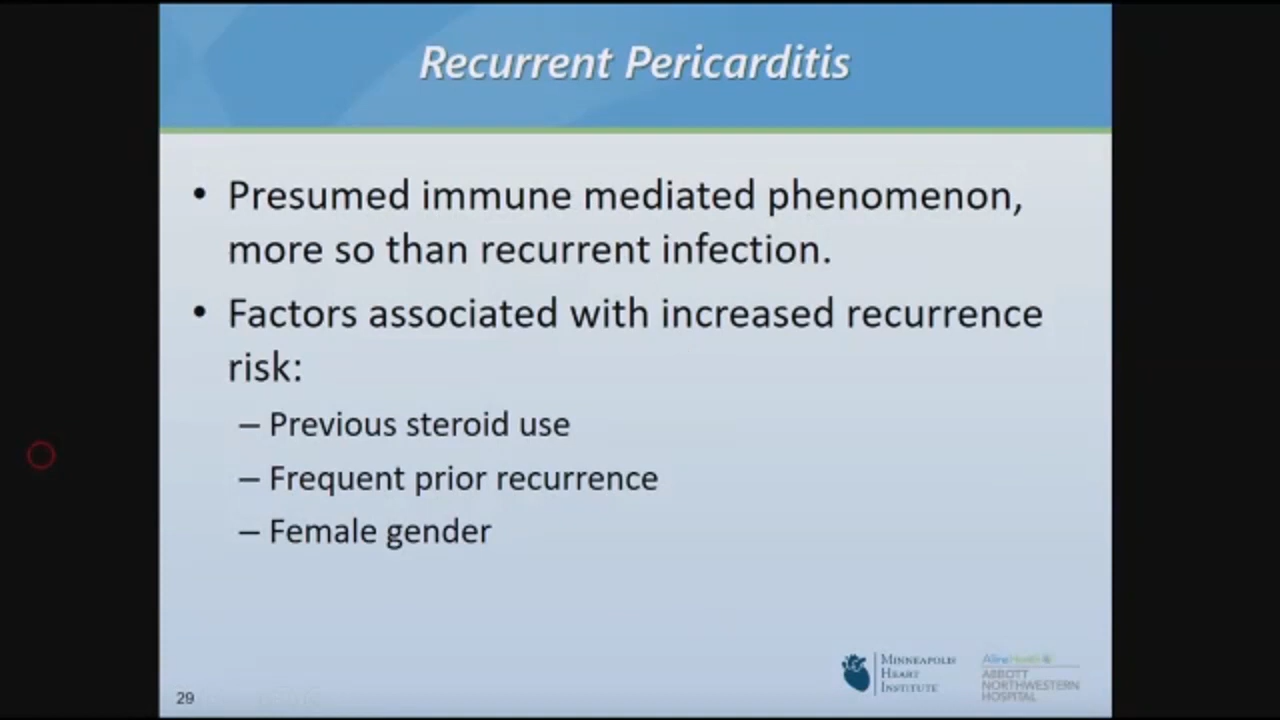 Recurrent Pericarditis
• Presumed immune mediated phenomenon,
more so than recurrent infection.
• Factors associated with increased recurrence
risk:
– Previous steroid use
– Frequent prior recurrence
– Female gender
MINNEAPOLIS
HEART
INSTITUTE
AllinaHealth
ABBOTT
NORTHWESTERN
HOSPITAL
29